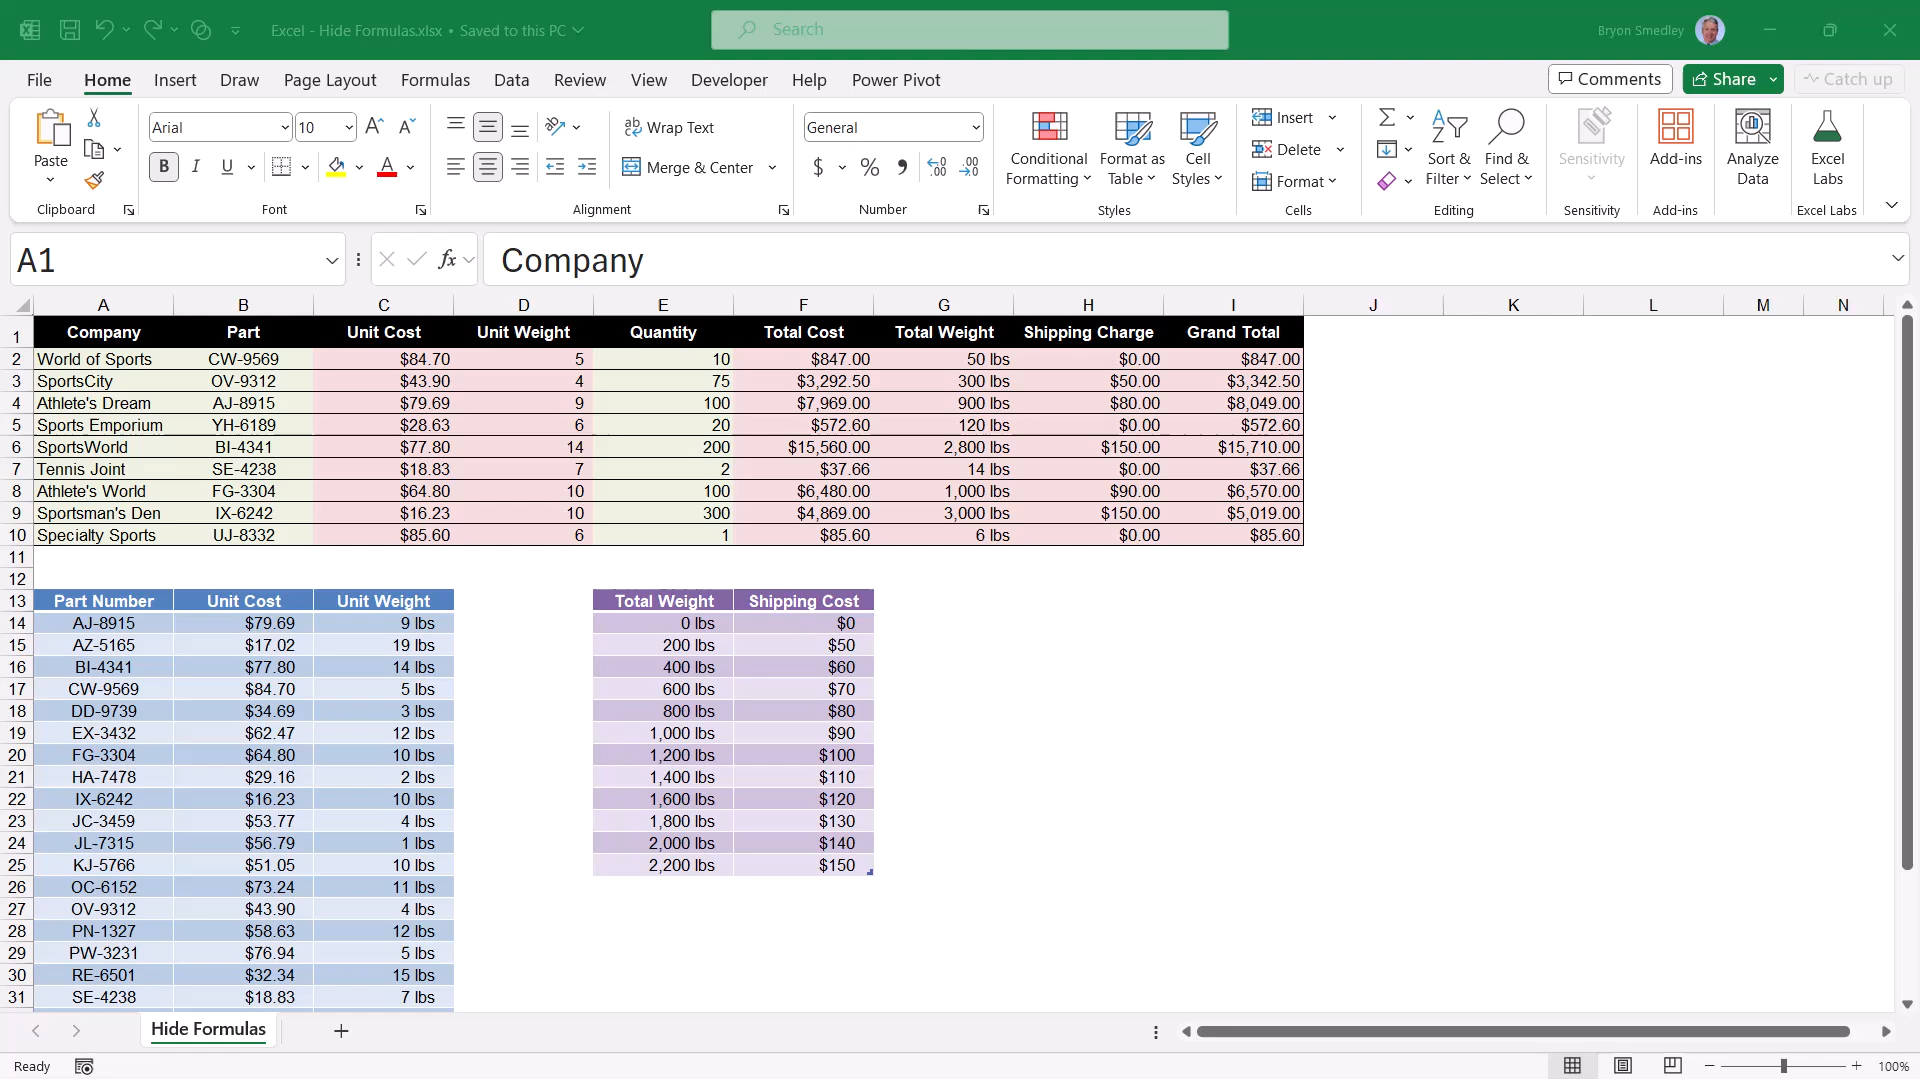 Excel - Hide Formulas.xlsx • Saved to this PC
Search
Bryon Smedley
File Home Insert Draw Page Layout Formulas Data Review View Developer Help Power Pivot
Comments Share Catch up
Paste
Clipboard
Arial 10
B I U
Font
Wrap Text
Merge & Center
Alignment
General
$ % ,
Number
Conditional Formatting
Format as Table
Cell Styles
Styles
Insert
Delete
Format
Cells
Sort & Filter
Find & Select
Editing
Sensitivity
Sensitivity
Add-ins
Add-ins
Analyze Data
Excel Labs
Excel Labs
A1 fx Company
A B C D E F G H I J K L M N
1 Company Part Unit Cost Unit Weight Quantity Total Cost Total Weight Shipping Charge Grand Total
2 World of Sports CW-9569 $84.70 5 10 $847.00 50 lbs $0.00 $847.00
3 SportsCity OV-9312 $43.90 4 75 $3,292.50 300 lbs $50.00 $3,342.50
4 Athlete's Dream AJ-8915 $79.69 9 100 $7,969.00 900 lbs $80.00 $8,049.00
5 Sports Emporium YH-6189 $28.63 6 20 $572.60 120 lbs $0.00 $572.60
6 SportsWorld BI-4341 $77.80 14 200 $15,560.00 2,800 lbs $150.00 $15,710.00
7 Tennis Joint SE-4238 $18.83 7 2 $37.66 14 lbs $0.00 $37.66
8 Athlete's World FG-3304 $64.80 10 100 $6,480.00 1,000 lbs $90.00 $6,570.00
9 Sportsman's Den IX-6242 $16.23 10 300 $4,869.00 3,000 lbs $150.00 $5,019.00
10 Specialty Sports UJ-8332 $85.60 6 1 $85.60 6 lbs $0.00 $85.60
11
12
13 Part Number Unit Cost Unit Weight Total Weight Shipping Cost
14 AJ-8915 $79.69 9 lbs 0 lbs $0
15 AZ-5165 $17.02 19 lbs 200 lbs $50
16 BI-4341 $77.80 14 lbs 400 lbs $60
17 CW-9569 $84.70 5 lbs 600 lbs $70
18 DD-9739 $34.69 3 lbs 800 lbs $80
19 EX-3432 $62.47 12 lbs 1,000 lbs $90
20 FG-3304 $64.80 10 lbs 1,200 lbs $100
21 HA-7478 $29.16 2 lbs 1,400 lbs $110
22 IX-6242 $16.23 10 lbs 1,600 lbs $120
23 JC-3459 $53.77 4 lbs 1,800 lbs $130
24 JL-7315 $56.79 1 lbs 2,000 lbs $140
25 KJ-5766 $51.05 10 lbs 2,200 lbs $150
26 OC-6152 $73.24 11 lbs
27 OV-9312 $43.90 4 lbs
28 PN-1327 $58.63 12 lbs
29 PW-3231 $76.94 5 lbs
30 RE-6501 $32.34 15 lbs
31 SE-4238 $18.83 7 lbs
Hide Formulas
Ready 100%